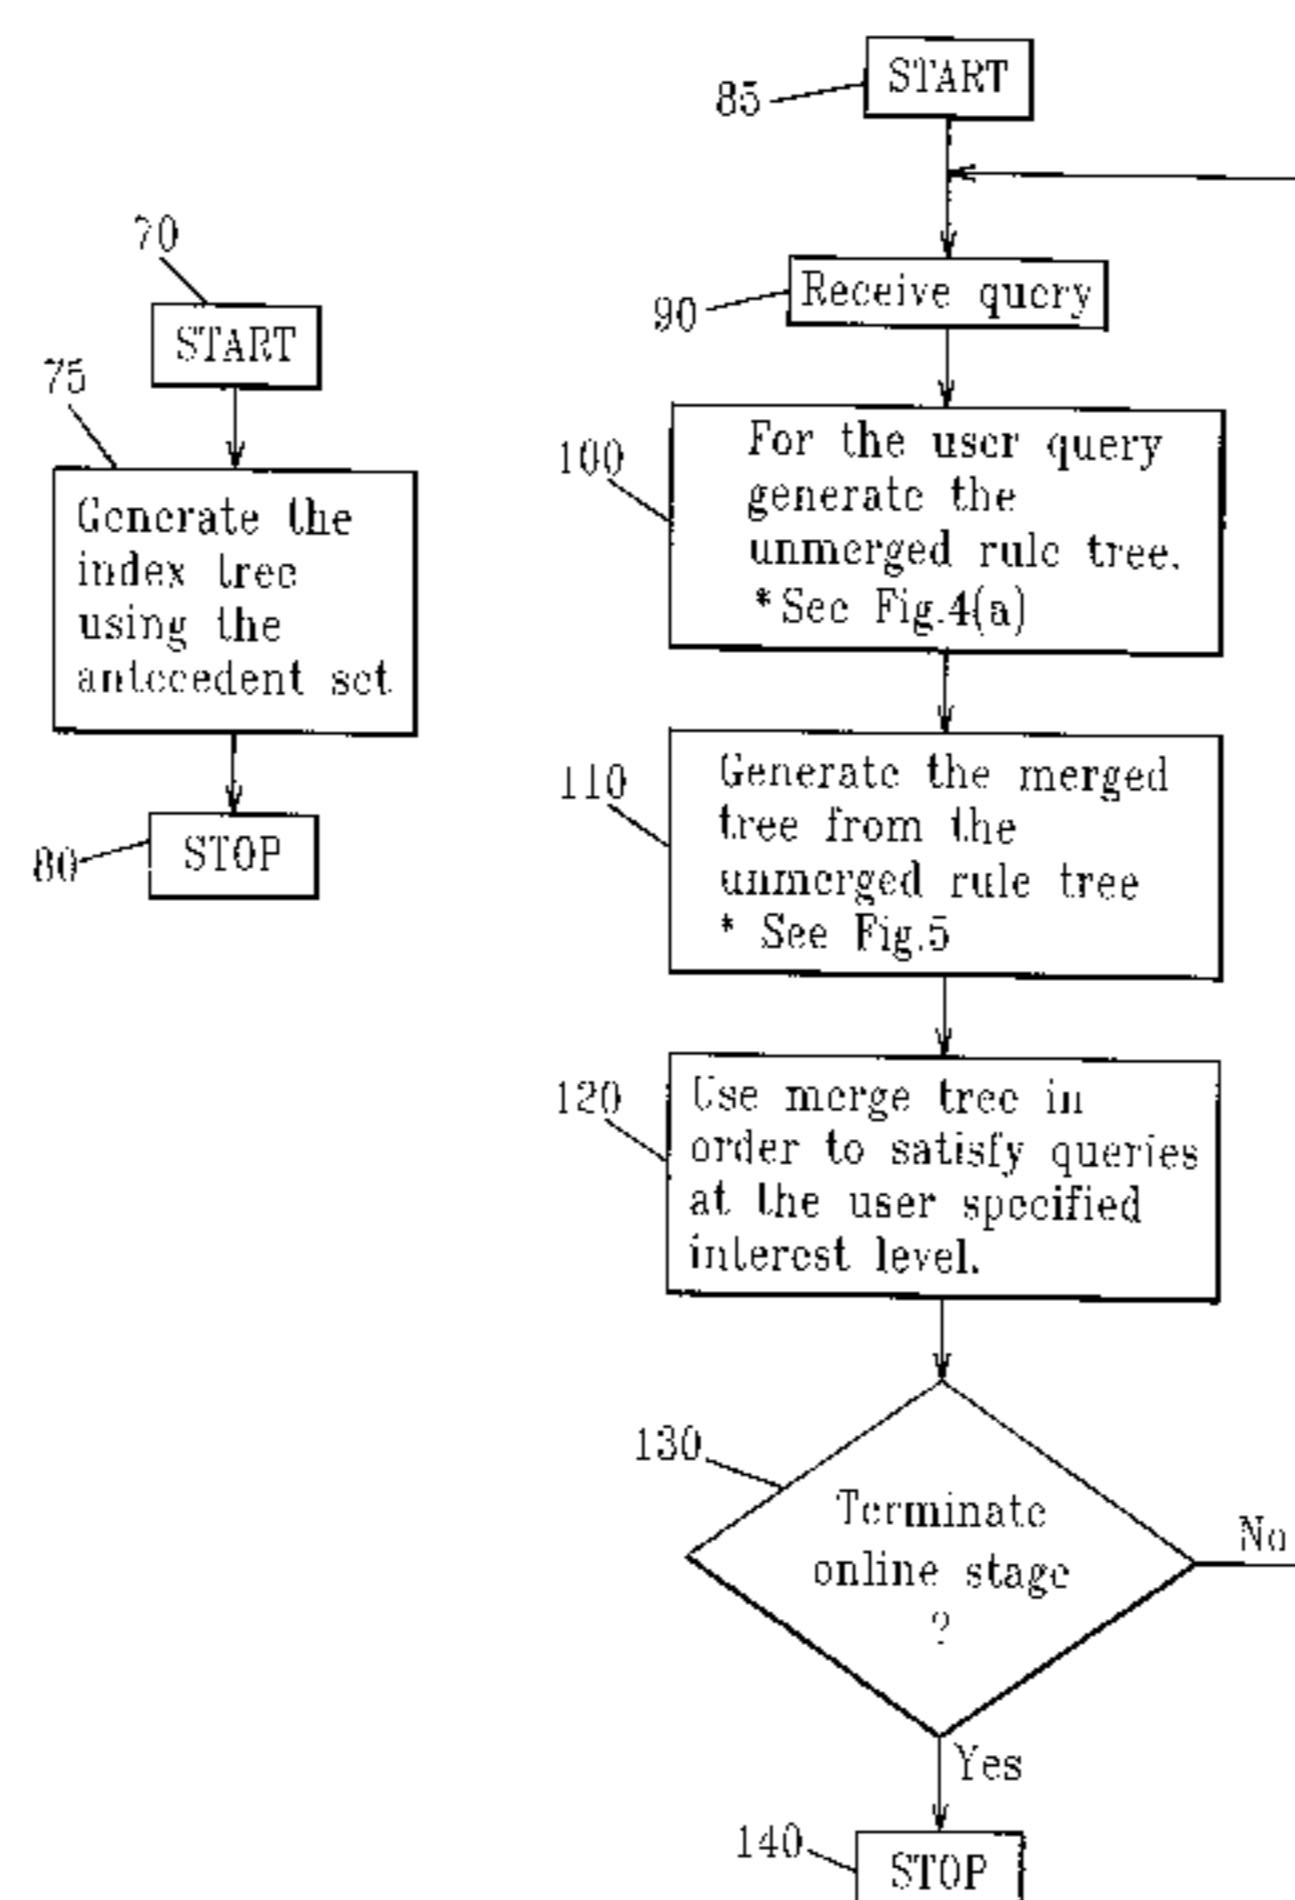 70
START
75
Generate the
index tree
using the
antecedent set
80
STOP
85
START
90
Receive query
100
For the user query
generate the
unmerged rule tree.
* See Fig.4(a)
110
Generate the merged
tree from the
unmerged rule tree
* See Fig.5
120
Use merge tree in
order to satisfy queries
at the user specified
interest level.
130
Terminate
online stage
?
No
Yes
140
STOP